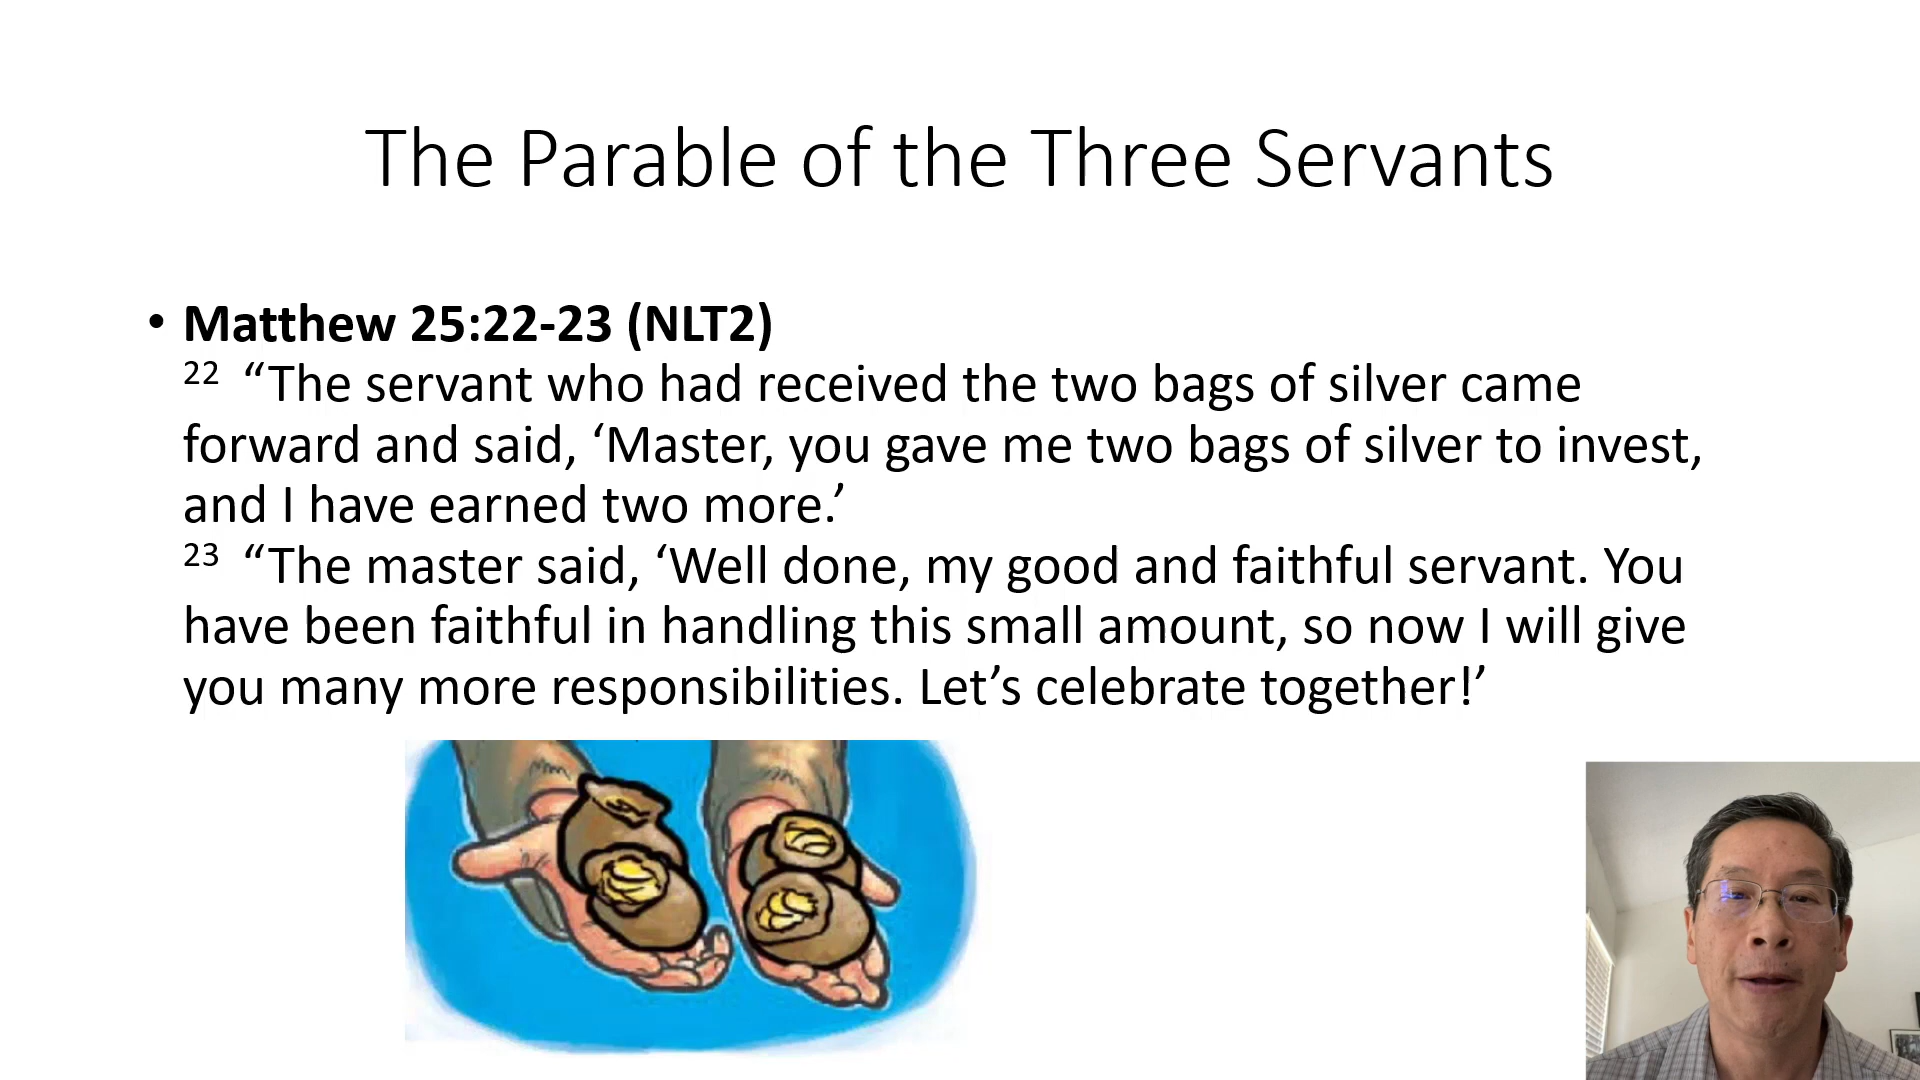 The Parable of the Three Servants
• Matthew 25:22-23 (NLT2)
22 “The servant who had received the two bags of silver came
forward and said, ‘Master, you gave me two bags of silver to invest,
and I have earned two more.’
23 “The master said, ‘Well done, my good and faithful servant. You
have been faithful in handling this small amount, so now I will give
you many more responsibilities. Let’s celebrate together!’